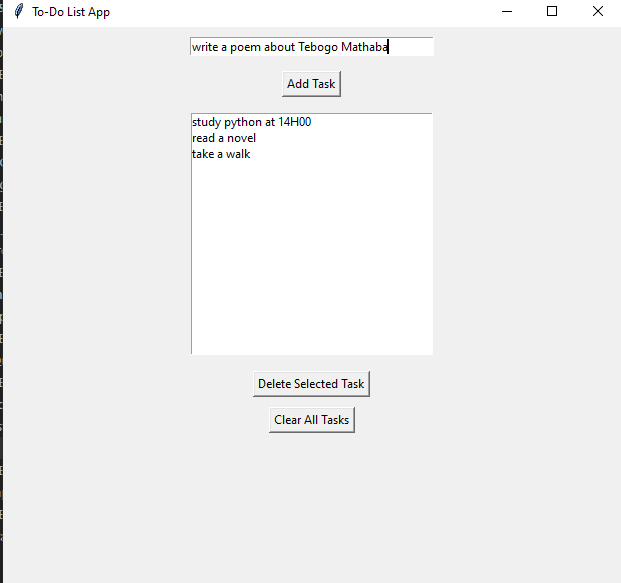 To-Do List App
write a poem about Tebogo Mathaba
Add Task
study python at 14H00
read a novel
take a walk
Delete Selected Task
Clear All Tasks